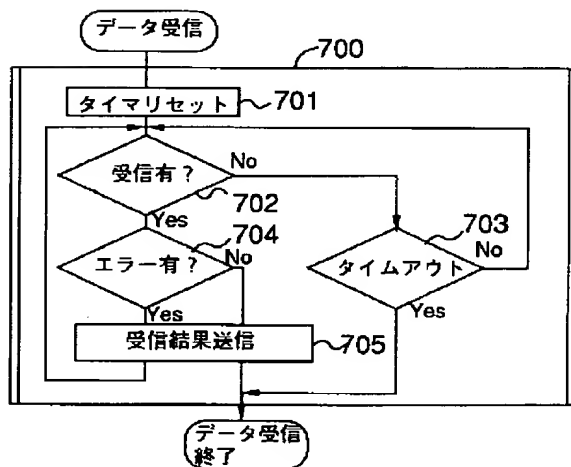 データ受信
700
タイマリセット
701
受信有？
No
702
Yes
703
704
エラー有？
No
タイムアウト
No
Yes
Yes
受信結果送信
705
データ受信
終了